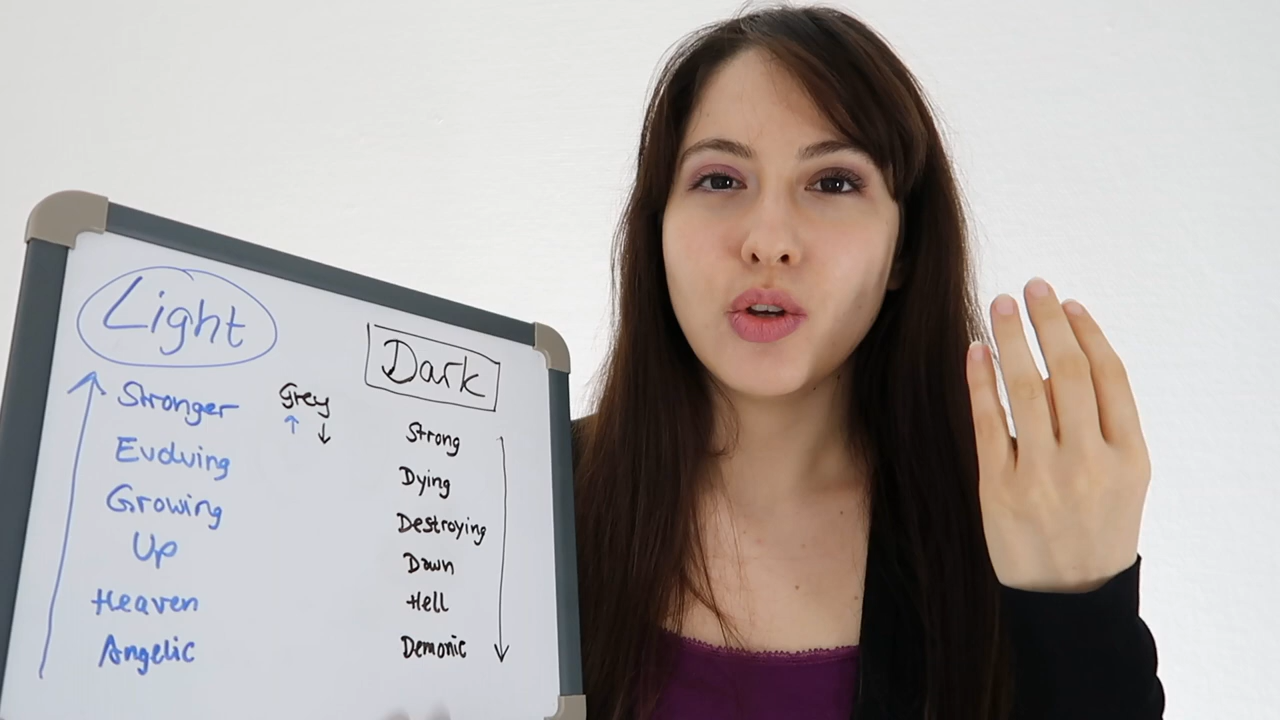 Light
Stronger
Evolving
Growing
Up
Heaven
Angelic
Grey
Dark
Strong
Dying
Destroying
Down
Hell
Demonic